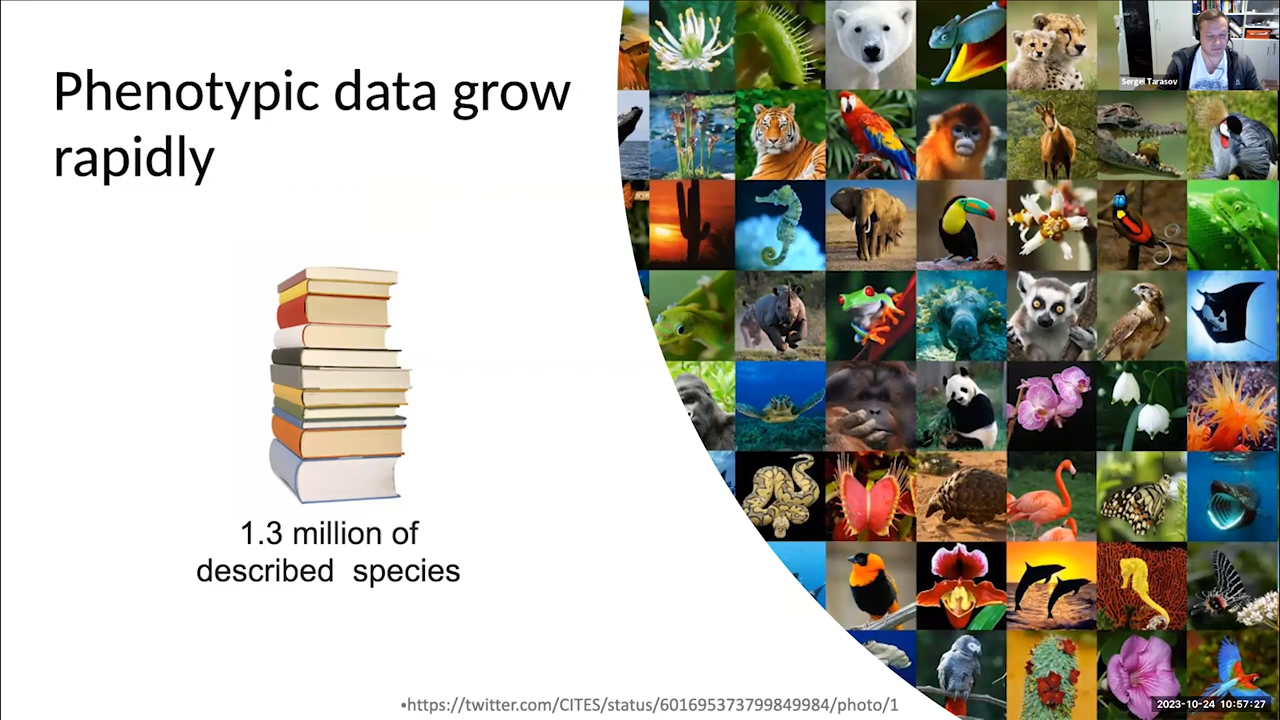 Phenotypic data grow
rapidly
Sergei Tarasov
1.3 million of
described species
•https://twitter.com/CITES/status/601695373799849984/photo/1
2023-10-24 10:57:27